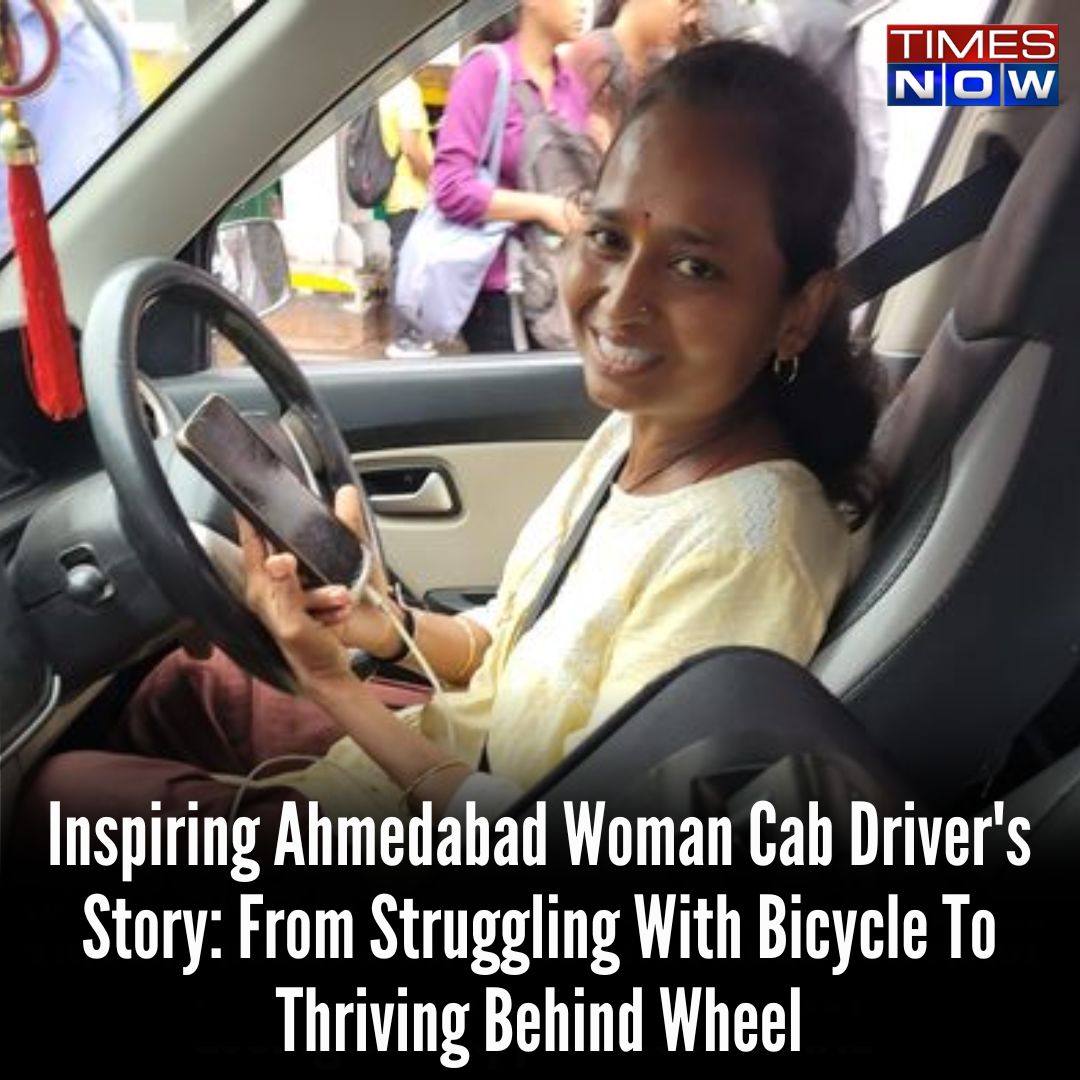 TIMES
NOW
Inspiring Ahmedabad Woman Cab Driver's
Story: From Struggling With Bicycle To
Thriving Behind Wheel